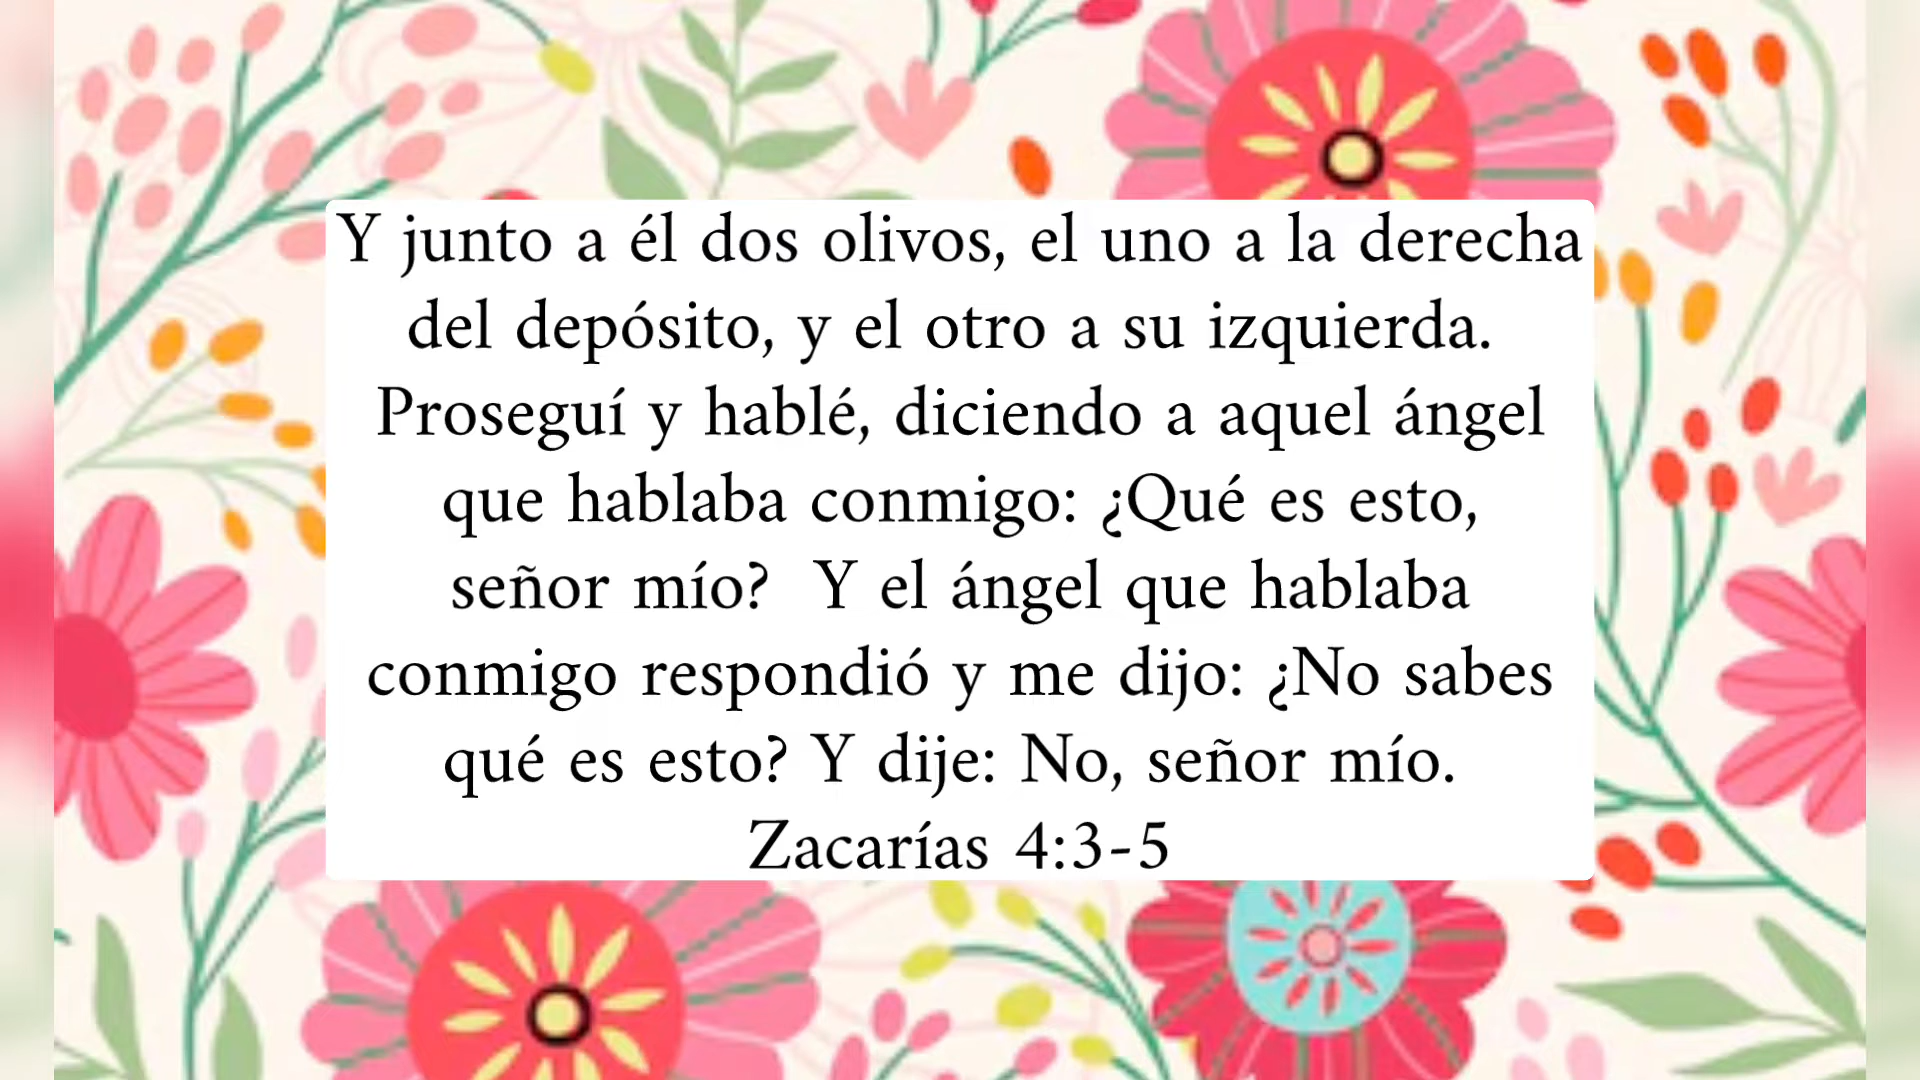 Y junto a él dos olivos, el uno a la derecha
del depósito, y el otro a su izquierda.
Proseguí y hablé, diciendo a aquel ángel
que hablaba conmigo: ¿Qué es esto,
señor mío?  Y el ángel que hablaba
conmigo respondió y me dijo: ¿No sabes
qué es esto? Y dije: No, señor mío.
Zacarías 4:3-5